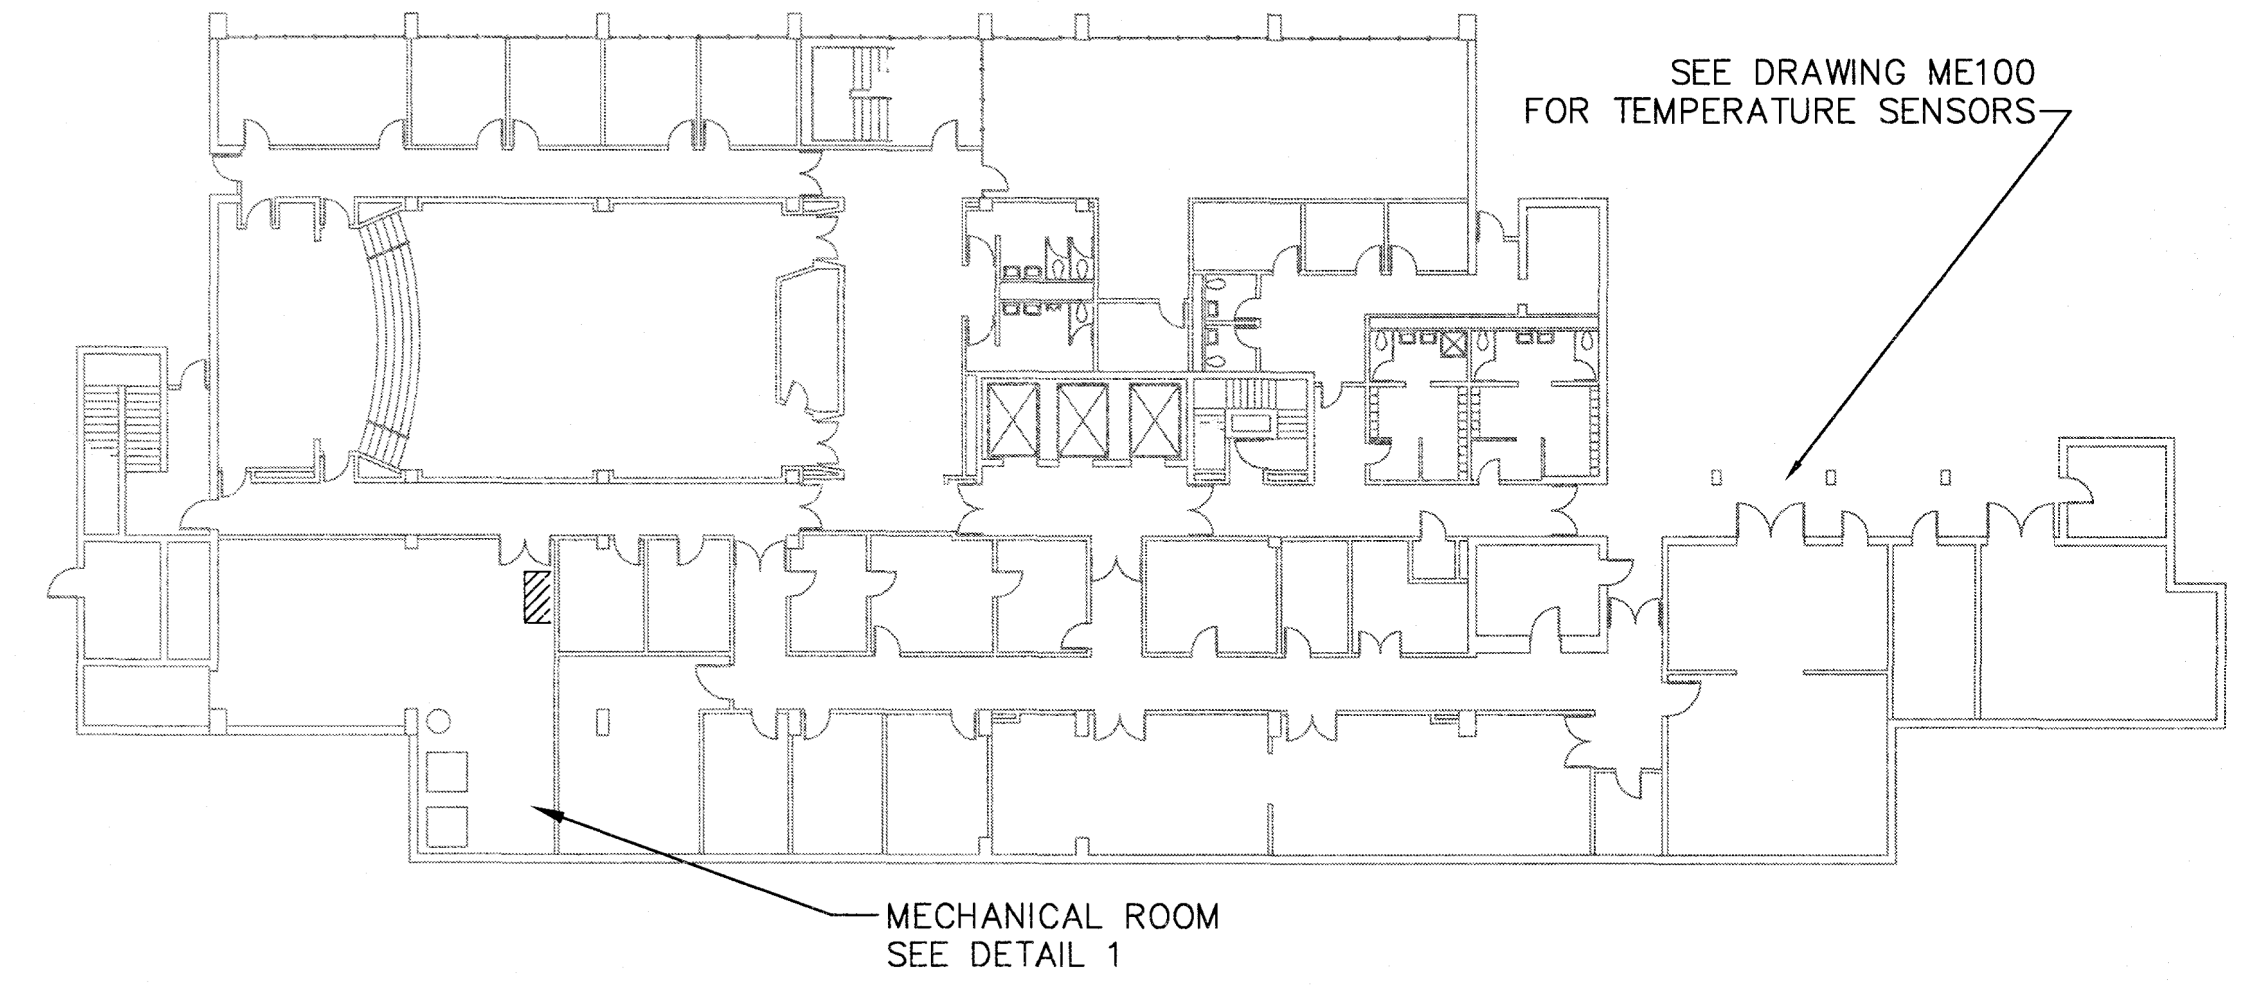 SEE DRAWING ME100
FOR TEMPERATURE SENSORS
MECHANICAL ROOM
SEE DETAIL 1